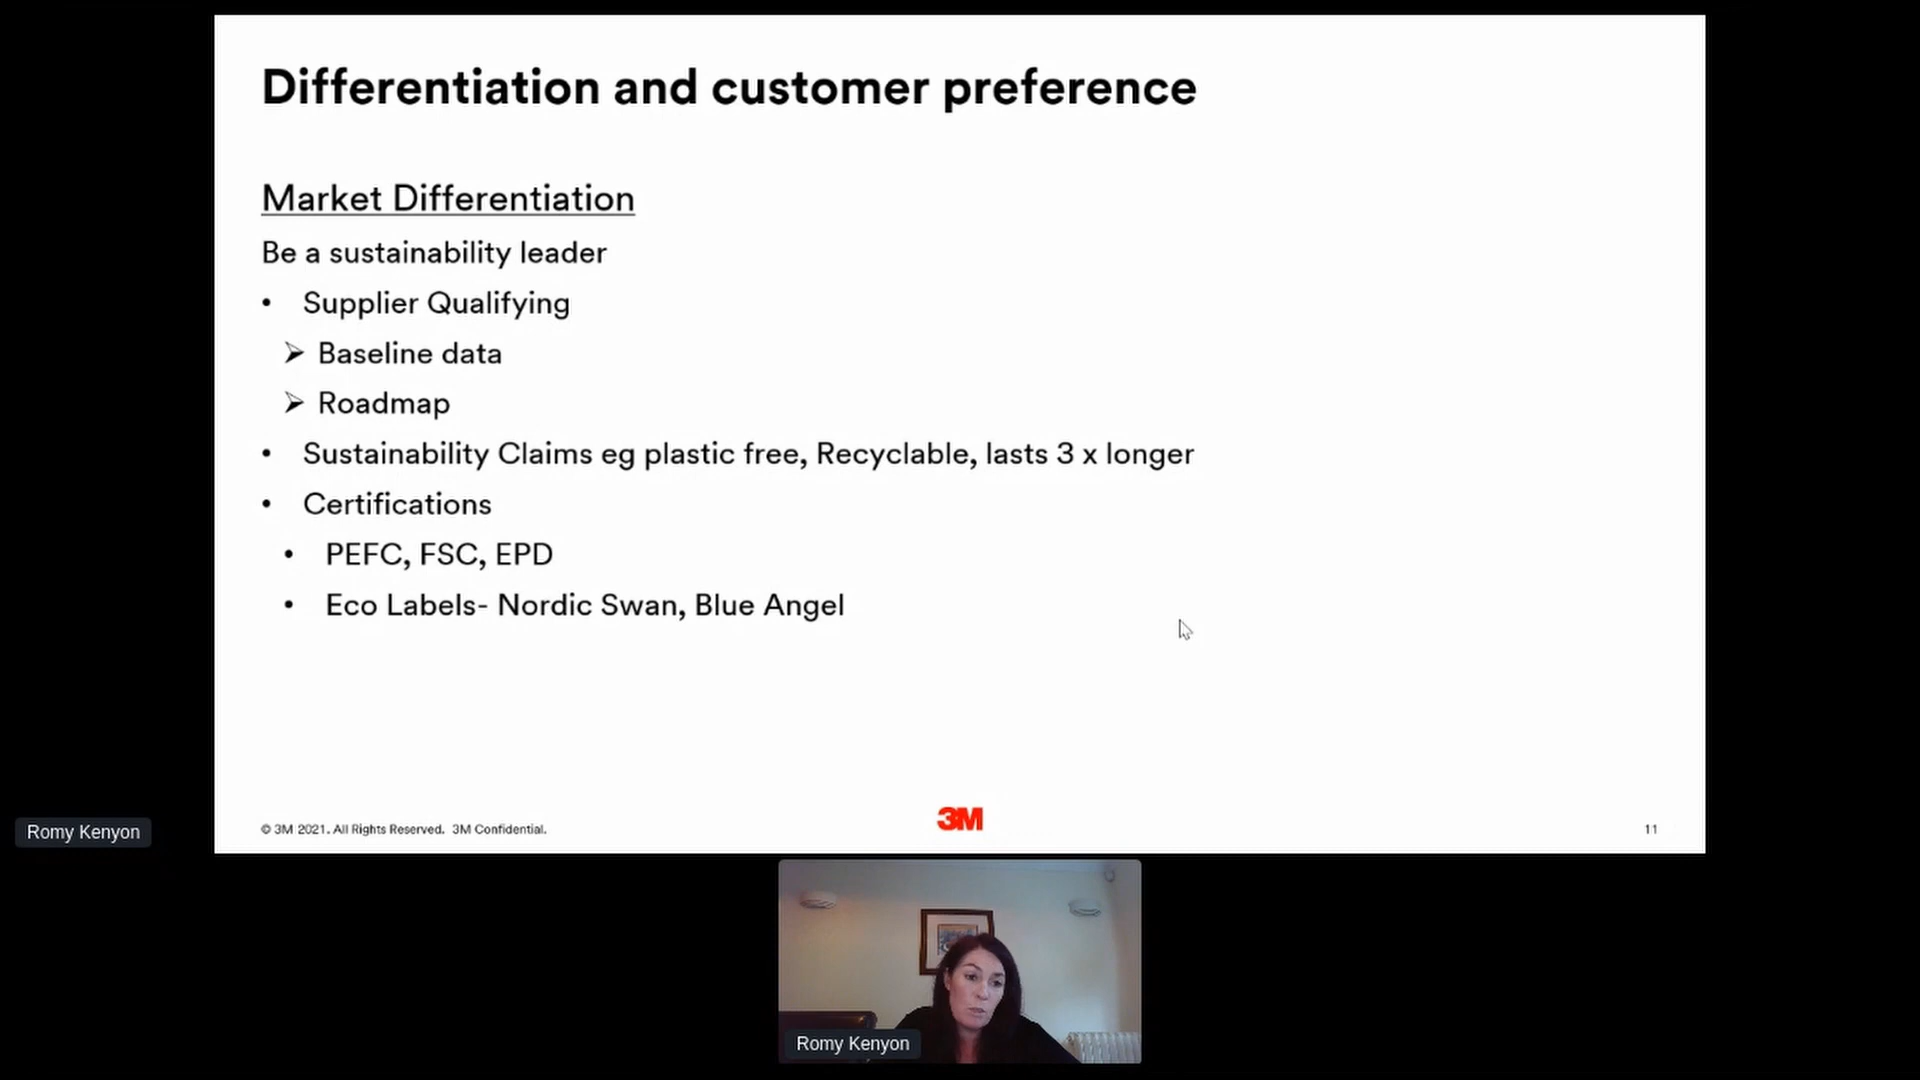 Differentiation and customer preference
Market Differentiation
Be a sustainability leader
• Supplier Qualifying
➢ Baseline data
➢ Roadmap
• Sustainability Claims eg plastic free, Recyclable, lasts 3 x longer
• Certifications
• PEFC, FSC, EPD
• Eco Labels- Nordic Swan, Blue Angel
© 3M 2021. All Rights Reserved. 3M Confidential.
3M
11
Romy Kenyon
Romy Kenyon